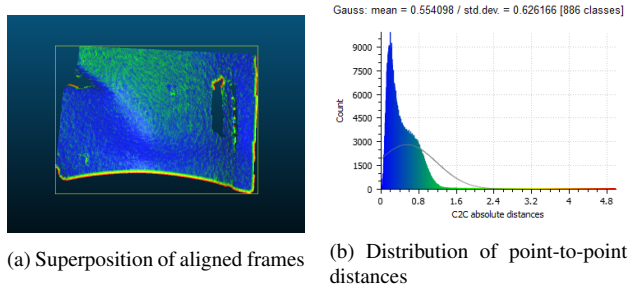 Gauss: mean = 0.554098 / std.dev. = 0.626166 [886 classes]
9000
7500
6000
4500
3000
1500
0
Count
0 0.8 1.6 2.4 3.2 4 4.8
C2C absolute distances
(a) Superposition of aligned frames
(b) Distribution of point-to-point
distances